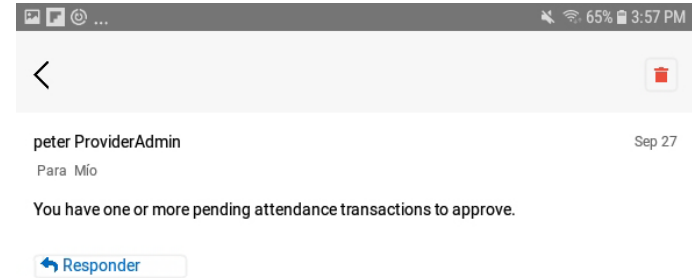 ... 65% 3:57 PM
peter ProviderAdmin Sep 27
Para Mío
You have one or more pending attendance transactions to approve.
Responder